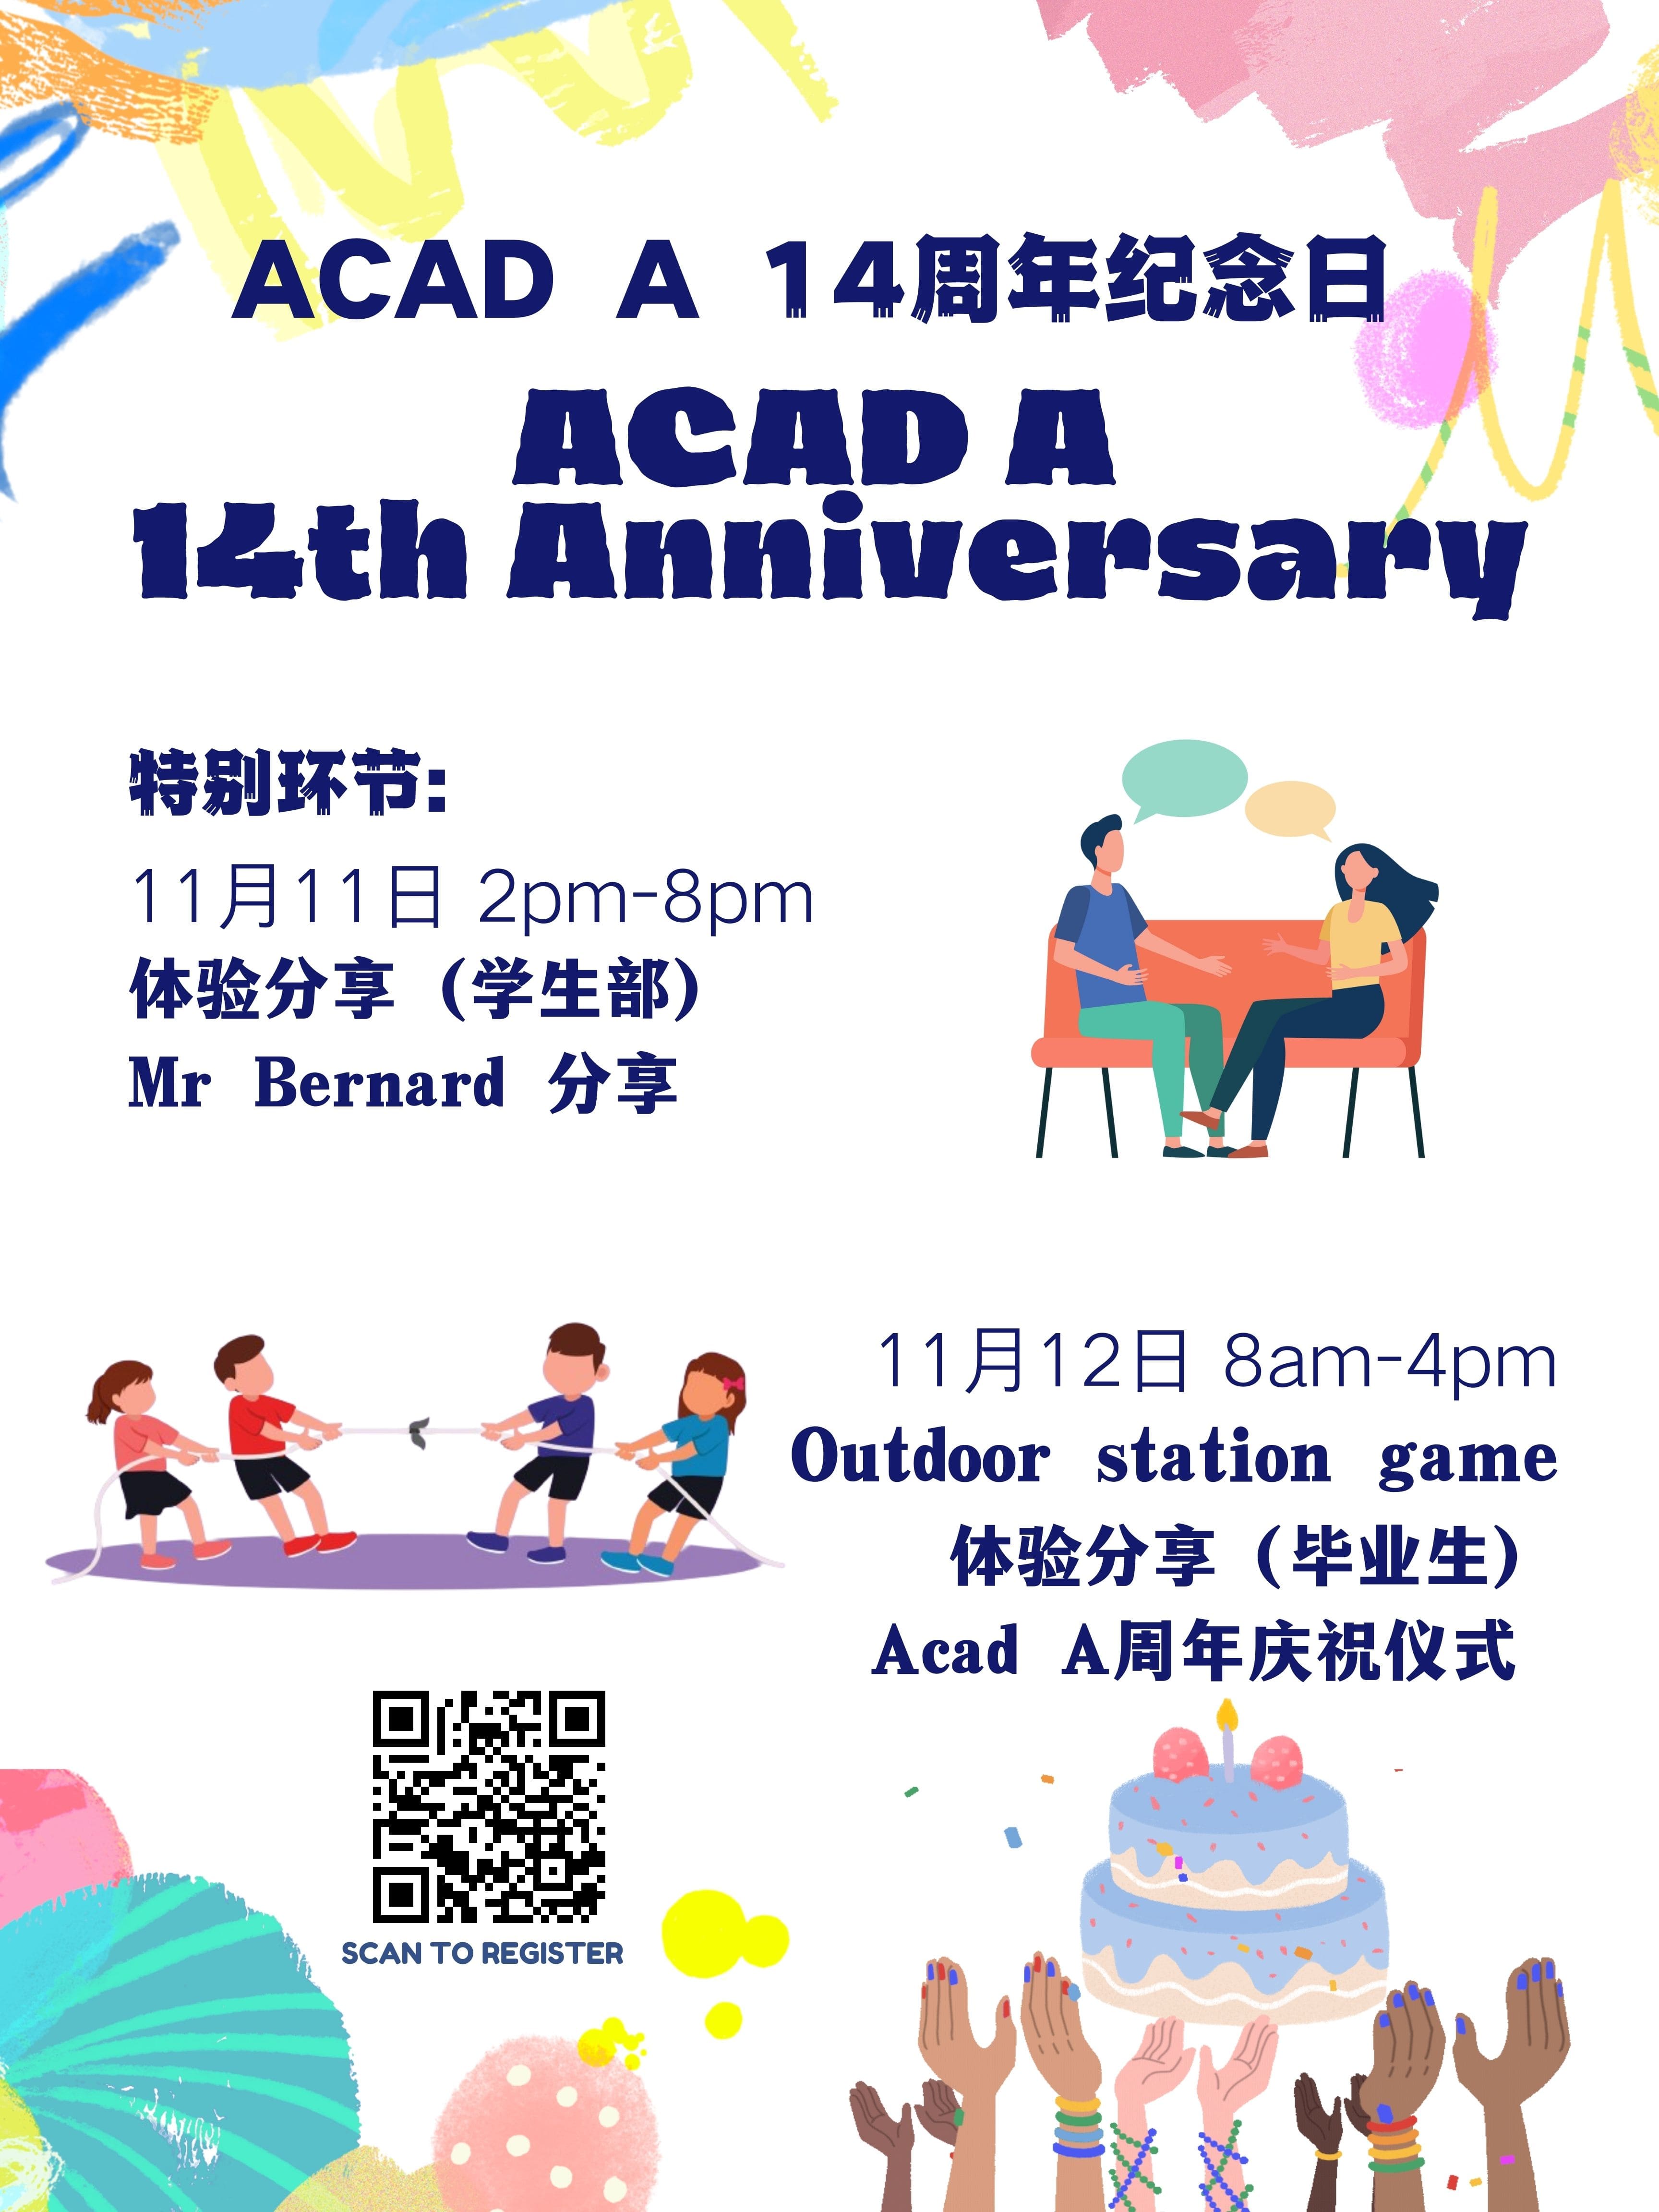 ACAD A 14周年纪念日
ACAD A
14th Anniversary
特别环节:
11月11日 2pm-8pm
体验分享（学生部）
Mr Bernard 分享
11月12日 8am-4pm
Outdoor station game
体验分享（毕业生）
Acad A周年庆祝仪式
SCAN TO REGISTER